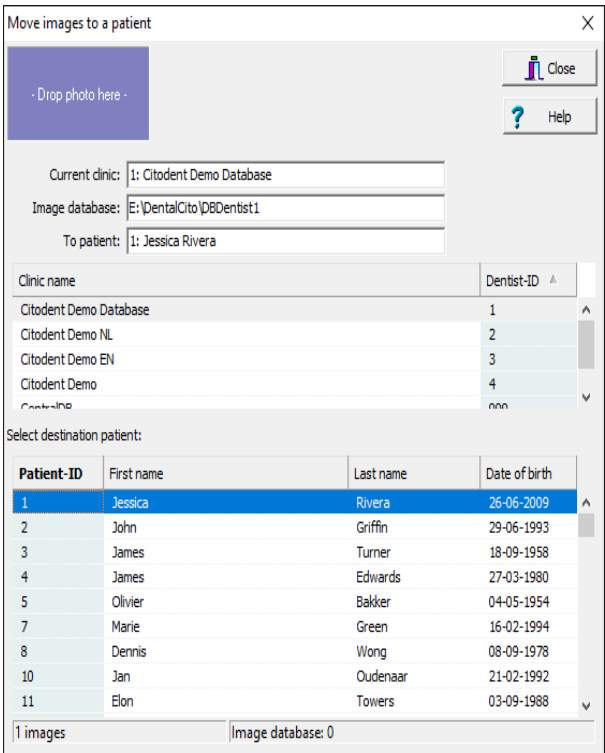 Move images to a patient
- Drop photo here -
Close
Help
Current clinic: 1: Citodent Demo Database
Image database: E:\DentalCito\DBDentist1
To patient: 1: Jessica Rivera
Clinic name Dentist-ID
Citodent Demo Database 1
Citodent Demo NL 2
Citodent Demo EN 3
Citodent Demo 4
CentralDB
Select destination patient:
Patient-ID First name Last name Date of birth
1 Jessica Rivera 26-06-2009
2 John Griffin 29-06-1993
3 James Turner 18-09-1958
4 James Edwards 27-03-1980
5 Olivier Bakker 04-05-1954
7 Marie Green 16-02-1994
8 Dennis Wong 08-09-1978
10 Jan Oudenaar 21-02-1992
11 Elon Towers 03-09-1988
1 images Image database: 0